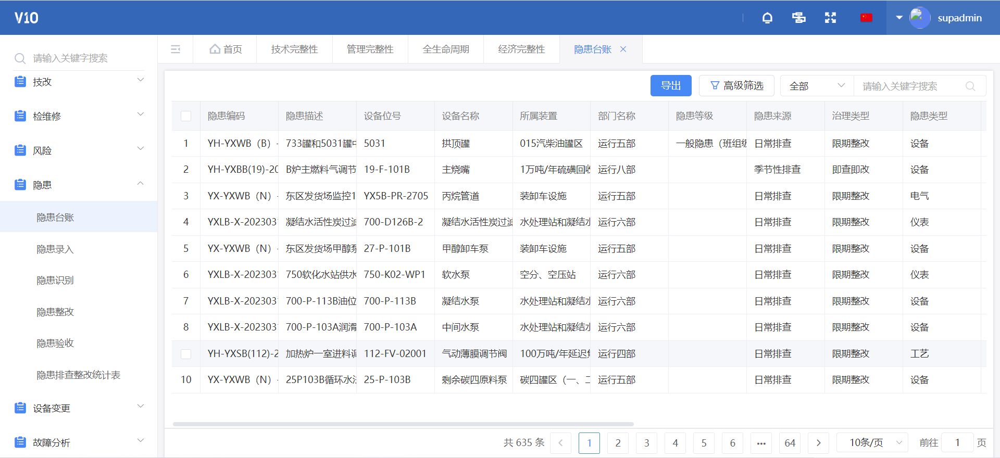 V10
supadmin
请输入关键字搜索
技改
检维修
风险
隐患
隐患台账
隐患录入
隐患识别
隐患整改
隐患验收
隐患排查整改统计表
设备变更
故障分析
首页 技术完整性 管理完整性 全生命周期 经济完整性 隐患台账
导出 高级筛选 全部 请输入关键字搜索
隐患编码 隐患描述 设备位号 设备名称 所属装置 部门名称 隐患等级 隐患来源 治理类型 隐患类型
1 YH-YXWB（B）- 733罐和5031罐中 5031 拱顶罐 015汽柴油罐区 运行五部 一般隐患（班组级 日常排查 限期整改 设备
2 YH-YXBB(19)-20 B炉主燃料气调节 19-F-101B 主烧嘴 1万吨/年硫磺回收 运行八部 季节性排查 即查即改 设备
3 YX-YXWB（N）- 东区发货场监控1 YX5B-PR-2705 丙烷管道 装卸车设施 运行五部 日常排查 限期整改 电气
4 YXLB-X-202303 凝结水活性炭过滤 700-D126B-2 凝结水活性炭过滤 水处理站和凝结水 运行六部 日常排查 限期整改 仪表
5 YX-YXWB（N）- 东区发货场甲醇泵 27-P-101B 甲醇卸车泵 装卸车设施 运行五部 日常排查 限期整改 设备
6 YXLB-X-202303 750软化水站供水 750-K02-WP1 软水泵 空分、空压站 运行六部 日常排查 限期整改 仪表
7 YXLB-X-202303 700-P-113B油位 700-P-113B 凝结水泵 水处理站和凝结水 运行六部 日常排查 限期整改 设备
8 YXLB-X-202303 700-P-103A润滑 700-P-103A 中间水泵 水处理站和凝结水 运行六部 日常排查 限期整改 设备
YH-YXSB(112)-2 加热炉一室进料调 112-FV-02001 气动薄膜调节阀 100万吨/年延迟焦 运行四部 日常排查 限期整改 工艺
10 YX-YXWB（N）- 25P103B循环水法 25-P-103B 剩余碳四原料泵 碳四罐区（一、二 运行五部 日常排查 限期整改 设备
共 635 条 1 2 3 4 5 6 ••• 64 10条/页 前往 1 页